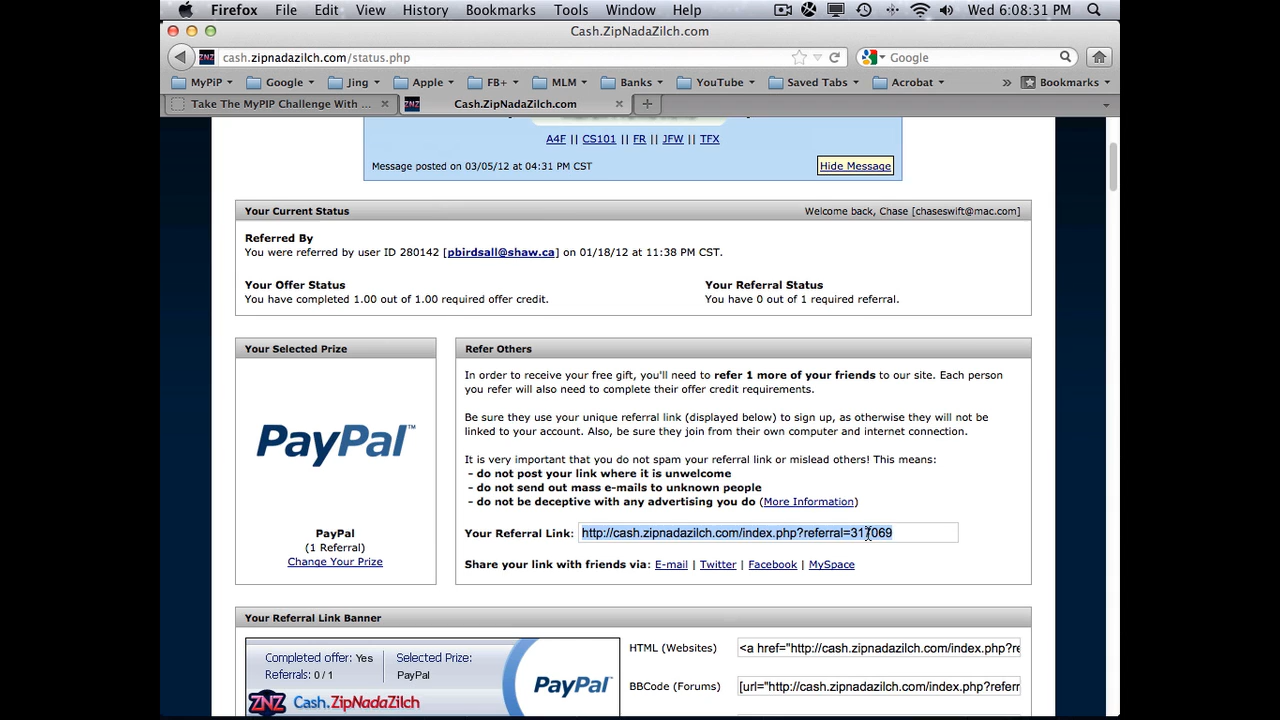 Firefox File Edit View History Bookmarks Tools Window Help Wed 6:08:31 PM
Cash.ZipNadaZilch.com
ZNZ cash.zipnadazilch.com/status.php Google
MyPiP Google Jing Apple FB+ MLM Banks YouTube Saved Tabs Acrobat » Bookmarks
Take The MyPIP Challenge With ... ZNZ Cash.ZipNadaZilch.com
A4F || CS101 || FR || JFW || TFX
Message posted on 03/05/12 at 04:31 PM CST Hide Message
Your Current Status Welcome back, Chase [chaseswift@mac.com]
Referred By
You were referred by user ID 280142 [pbirdsall@shaw.ca] on 01/18/12 at 11:38 PM CST.
Your Offer Status Your Referral Status
You have completed 1.00 out of 1.00 required offer credit. You have 0 out of 1 required referral.
Your Selected Prize Refer Others
In order to receive your free gift, you'll need to refer 1 more of your friends to our site. Each person
you refer will also need to complete their offer credit requirements.
Be sure they use your unique referral link (displayed below) to sign up, as otherwise they will not be
linked to your account. Also, be sure they join from their own computer and internet connection.
PayPal™
It is very important that you do not spam your referral link or mislead others! This means:
- do not post your link where it is unwelcome
- do not send out mass e-mails to unknown people
- do not be deceptive with any advertising you do (More Information)
PayPal
(1 Referral)
Change Your Prize
Your Referral Link: http://cash.zipnadazilch.com/index.php?referral=317069
Share your link with friends via: E-mail | Twitter | Facebook | MySpace
Your Referral Link Banner
Completed offer: Yes Selected Prize:
Referrals: 0/1 PayPal
PayPal
ZNZ Cash.ZipNadaZilch
HTML (Websites) <a href="http://cash.zipnadazilch.com/index.php?re
BBCode (Forums) [url="http://cash.zipnadazilch.com/index.php?referr